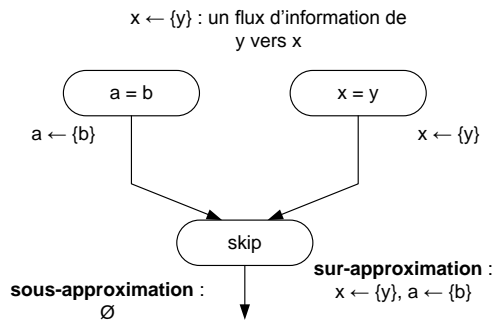 x ← {y} : un flux d’information de
y vers x
a = b
x = y
a ← {b}
x ← {y}
skip
sous-approximation :
Ø
sur-approximation :
x ← {y}, a ← {b}